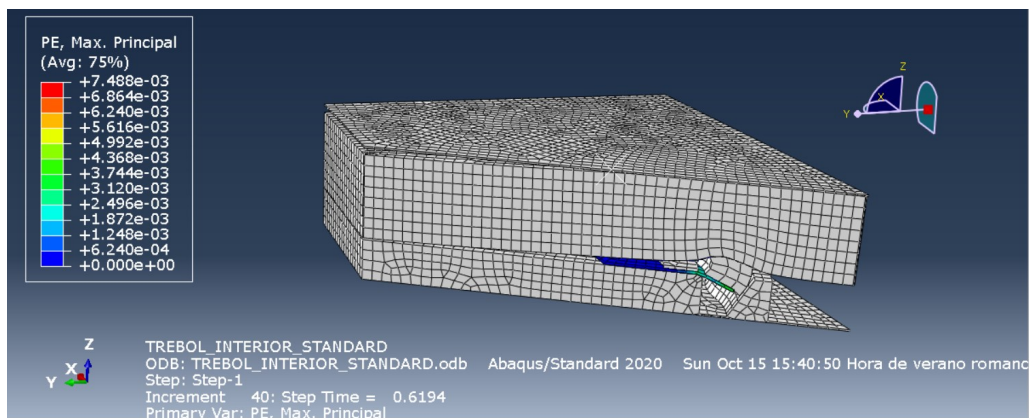 PE, Max. Principal
(Avg: 75%)
+7.488e-03
+6.864e-03
+6.240e-03
+5.616e-03
+4.992e-03
+4.368e-03
+3.744e-03
+3.120e-03
+2.496e-03
+1.872e-03
+1.248e-03
+6.240e-04
+0.000e+00
Z
X
Y
Z
X
Y
TREBOL_INTERIOR_STANDARD
ODB: TREBOL_INTERIOR_STANDARD.odb Abaqus/Standard 2020 Sun Oct 15 15:40:50 Hora de verano romanc
Step: Step-1
Increment 40: Step Time = 0.6194
Primary Var: PE, Max. Principal